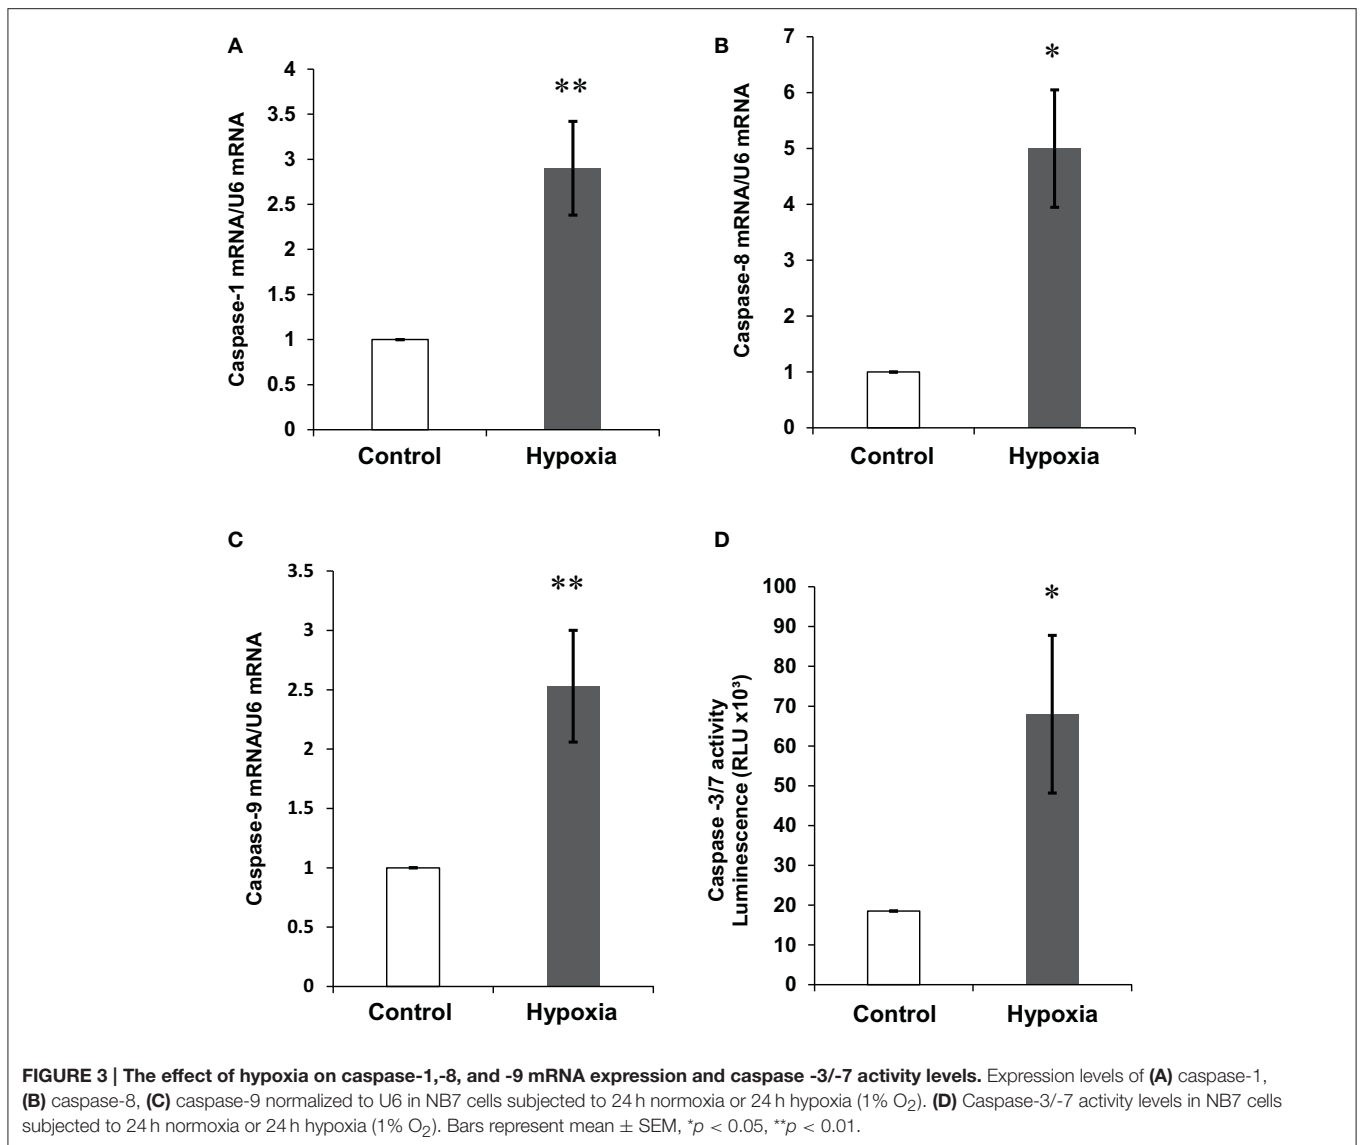 A
4
3.5
3
2.5
2
1.5
1
0.5
0
Caspase-1 mRNA/U6 mRNA
**
Control Hypoxia
B
7
6
5
4
3
2
1
0
Caspase-8 mRNA/U6 mRNA
*
Control Hypoxia
C
3.5
3
2.5
2
1.5
1
0.5
0
Caspase-9 mRNA/U6 mRNA
**
Control Hypoxia
D
100
90
80
70
60
50
40
30
20
10
0
Caspase -3/7 activity
Luminescence (RLU x10³)
*
Control Hypoxia
FIGURE 3 | The effect of hypoxia on caspase-1,-8, and -9 mRNA expression and caspase -3/-7 activity levels. Expression levels of (A) caspase-1,
(B) caspase-8, (C) caspase-9 normalized to U6 in NB7 cells subjected to 24 h normoxia or 24 h hypoxia (1% O₂). (D) Caspase-3/-7 activity levels in NB7 cells
subjected to 24 h normoxia or 24 h hypoxia (1% O₂). Bars represent mean ± SEM, *p < 0.05, **p < 0.01.